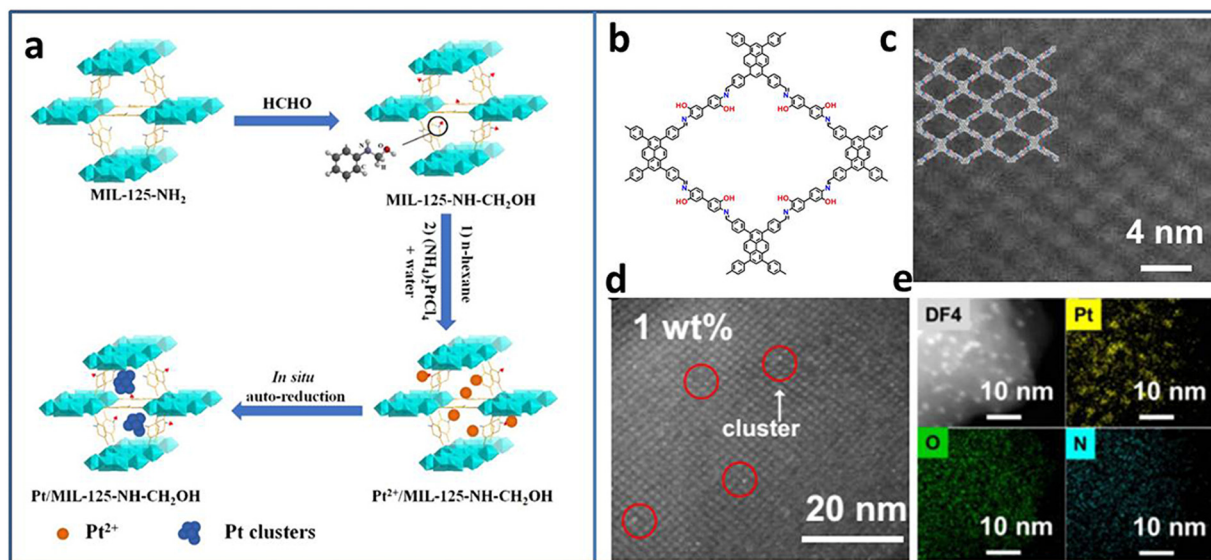 a
MIL-125-NH₂
HCHO
N
H
O
C
H
MIL-125-NH-CH₂OH
1) n-hexane
2) (NH₄)₂PtCl₄
+ water
In situ
auto-reduction
Pt/MIL-125-NH-CH₂OH
Pt²⁺/MIL-125-NH-CH₂OH
Pt²⁺
Pt clusters
b
OH
HO
N
N
N
N
HO
OH
N
N
N
N
OH
HO
HO
OH
c
4 nm
d
1 wt%
cluster
20 nm
e
DF4
10 nm
Pt
10 nm
O
10 nm
N
10 nm